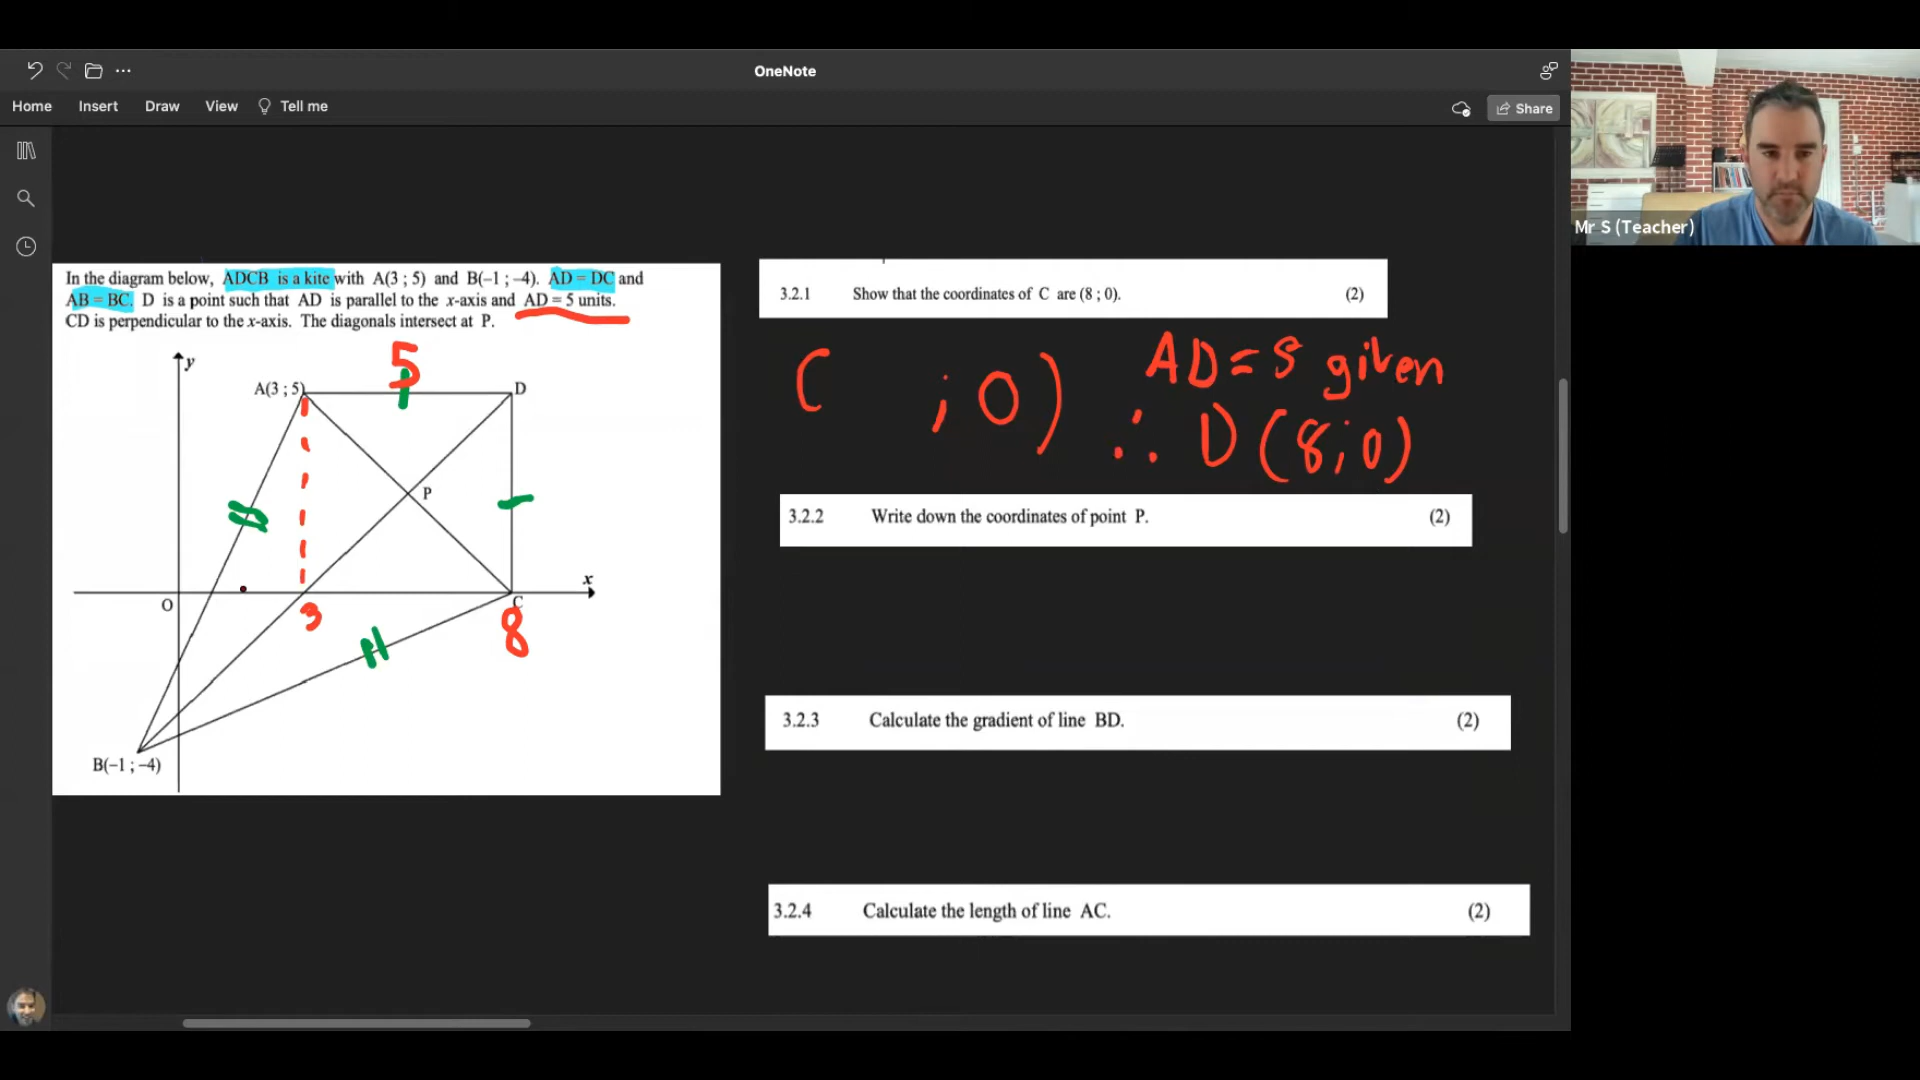 OneNote
Home Insert Draw View Tell me
Share
Mr S (Teacher)
In the diagram below, ADCB is a kite with A(3 ; 5) and B(−1 ; −4). AD = DC and
AB = BC. D is a point such that AD is parallel to the x-axis and AD = 5 units.
CD is perpendicular to the x-axis. The diagonals intersect at P.
y
5
A(3 ; 5)
D
P
x
O
C
3
8
B(−1 ; −4)
3.2.1 Show that the coordinates of C are (8 ; 0). (2)
( ; 0)
AD = 5 given
∴ D (8; 0)
3.2.2 Write down the coordinates of point P. (2)
3.2.3 Calculate the gradient of line BD. (2)
3.2.4 Calculate the length of line AC. (2)